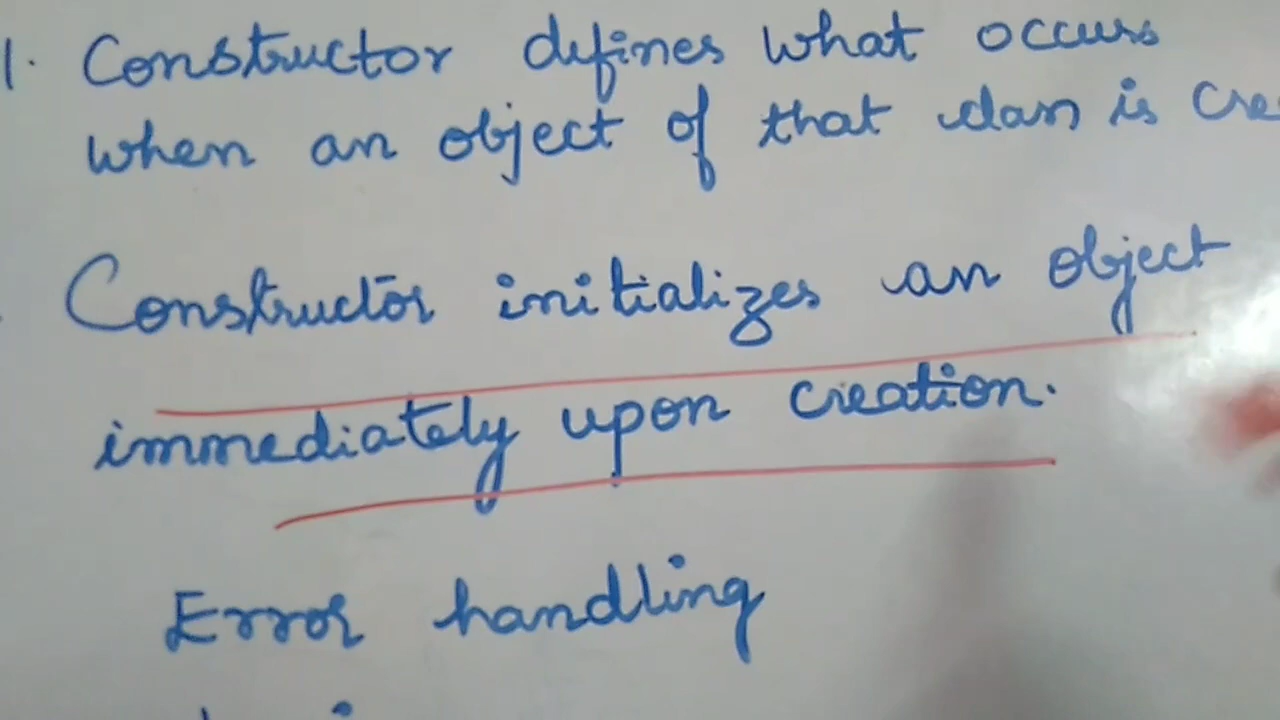 1. Constructor defines what occurs
when an object of that class is cre
Constructor initializes an object
immediately upon creation.
Error handling